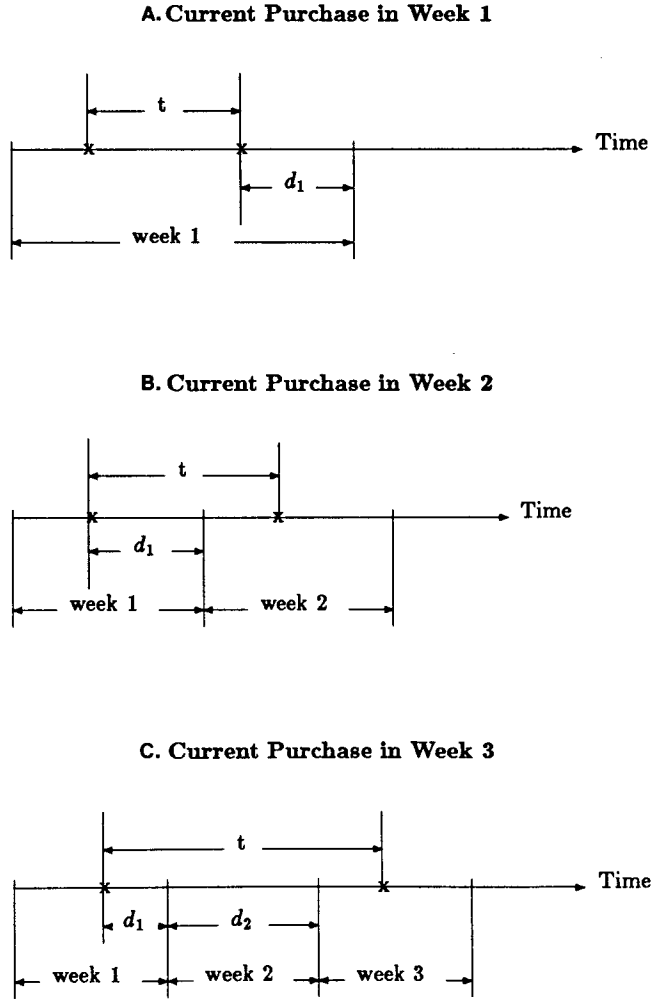 A. Current Purchase in Week 1
t
Time
d₁
week 1
B. Current Purchase in Week 2
t
Time
d₁
week 1 week 2
C. Current Purchase in Week 3
t
Time
d₁ d₂
week 1 week 2 week 3